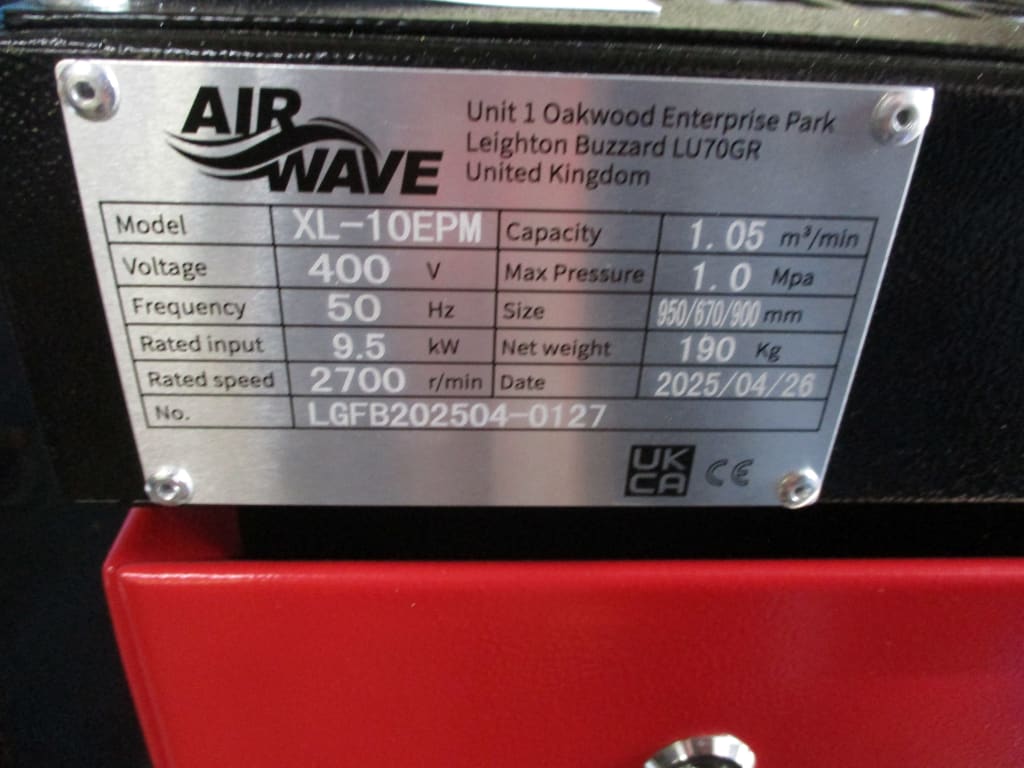 AIR WAVE
Unit 1 Oakwood Enterprise Park
Leighton Buzzard LU70GR
United Kingdom
Model XL-10EPM Capacity 1.05 m³/min
Voltage 400 V Max Pressure 1.0 Mpa
Frequency 50 Hz Size 950/670/900 mm
Rated input 9.5 kW Net weight 190 Kg
Rated speed 2700 r/min Date 2025/04/26
No. LGFB202504-0127
UK CA CE